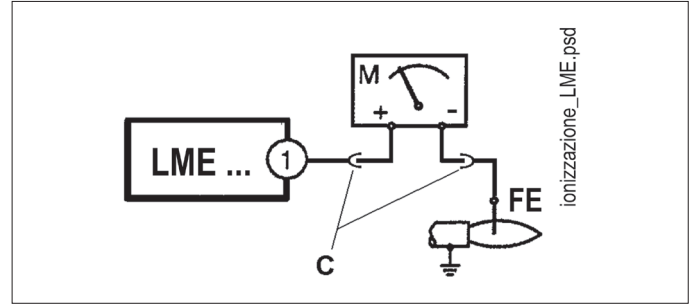 M
+ -
LME ... 1
FE
C
ionizzazione_LME.psd